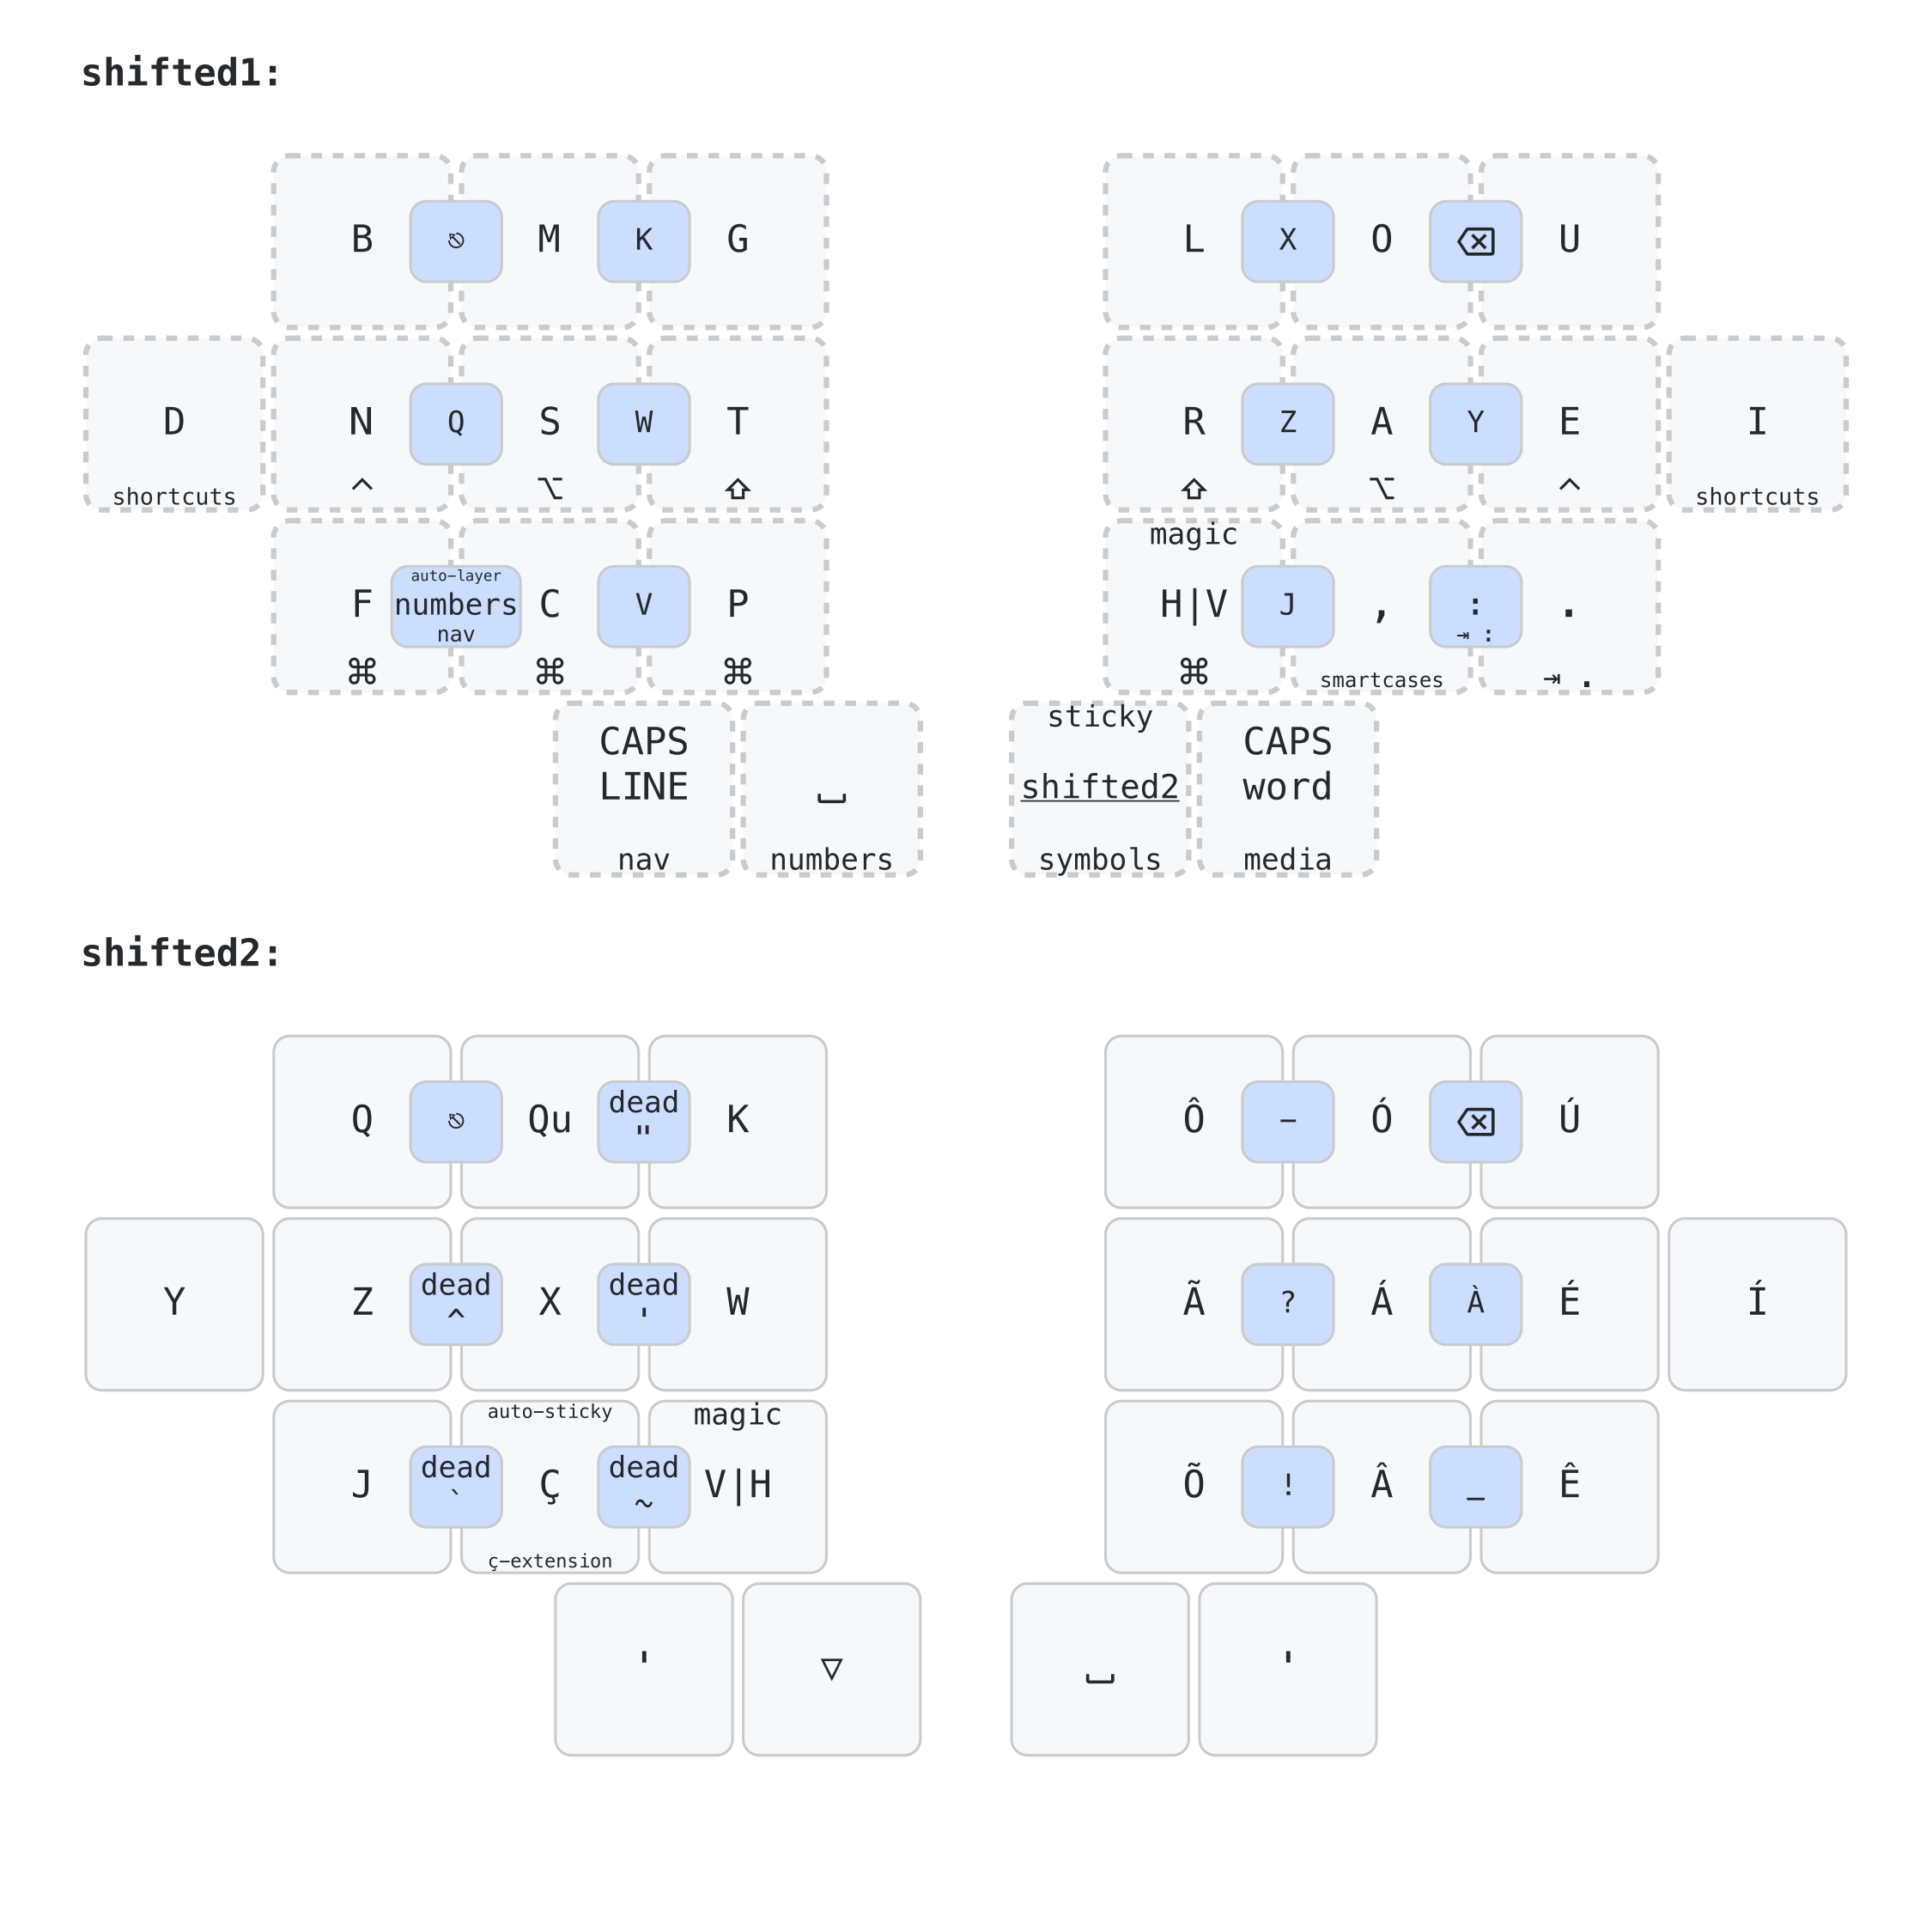 shifted1:
B ⎋ M K G L X O ⌫ U
D N Q S W T R Z A Y E I
shortcuts ^ ⌥ ⇧ ⇧ ⌥ ^ shortcuts
magic
auto-layer
F numbers C V P H|V J , : .
nav ⇥ :
⌘ ⌘ ⌘ ⌘ smartcases ⇥ .
sticky
CAPS CAPS
LINE ⎵ shifted2 word
nav numbers symbols media
shifted2:
dead
Q ⎋ Qu " K Ô – Ó ⌫ Ú
dead dead
Y Z ^ X ' W Ã ? Á À É Í
auto-sticky magic
dead dead
J ` Ç ~ V|H Õ ! Â _ Ê
ç-extension
' ▽ ⎵ '